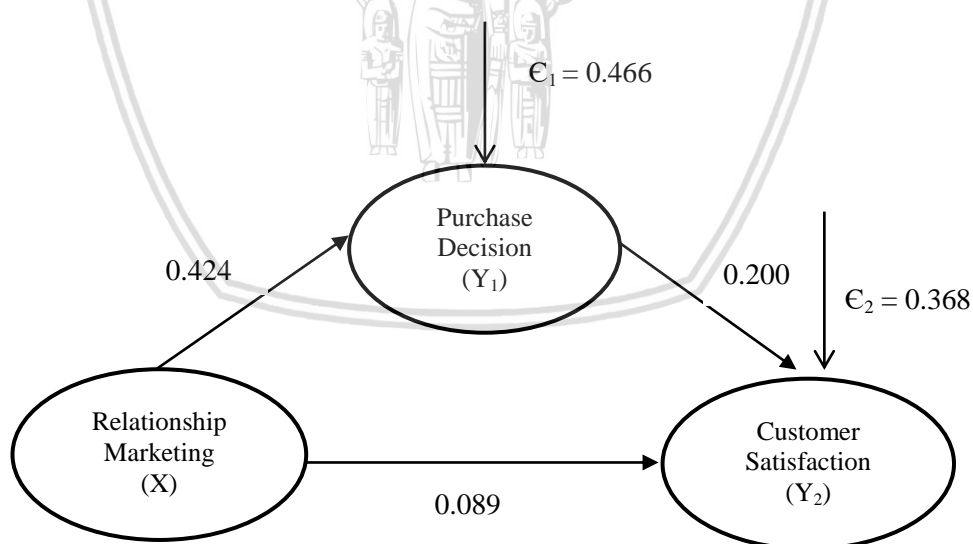 Є₁ = 0.466
Purchase
Decision
(Y₁)
0.424
0.200
Є₂ = 0.368
Relationship
Marketing
(X)
Customer
Satisfaction
(Y₂)
0.089